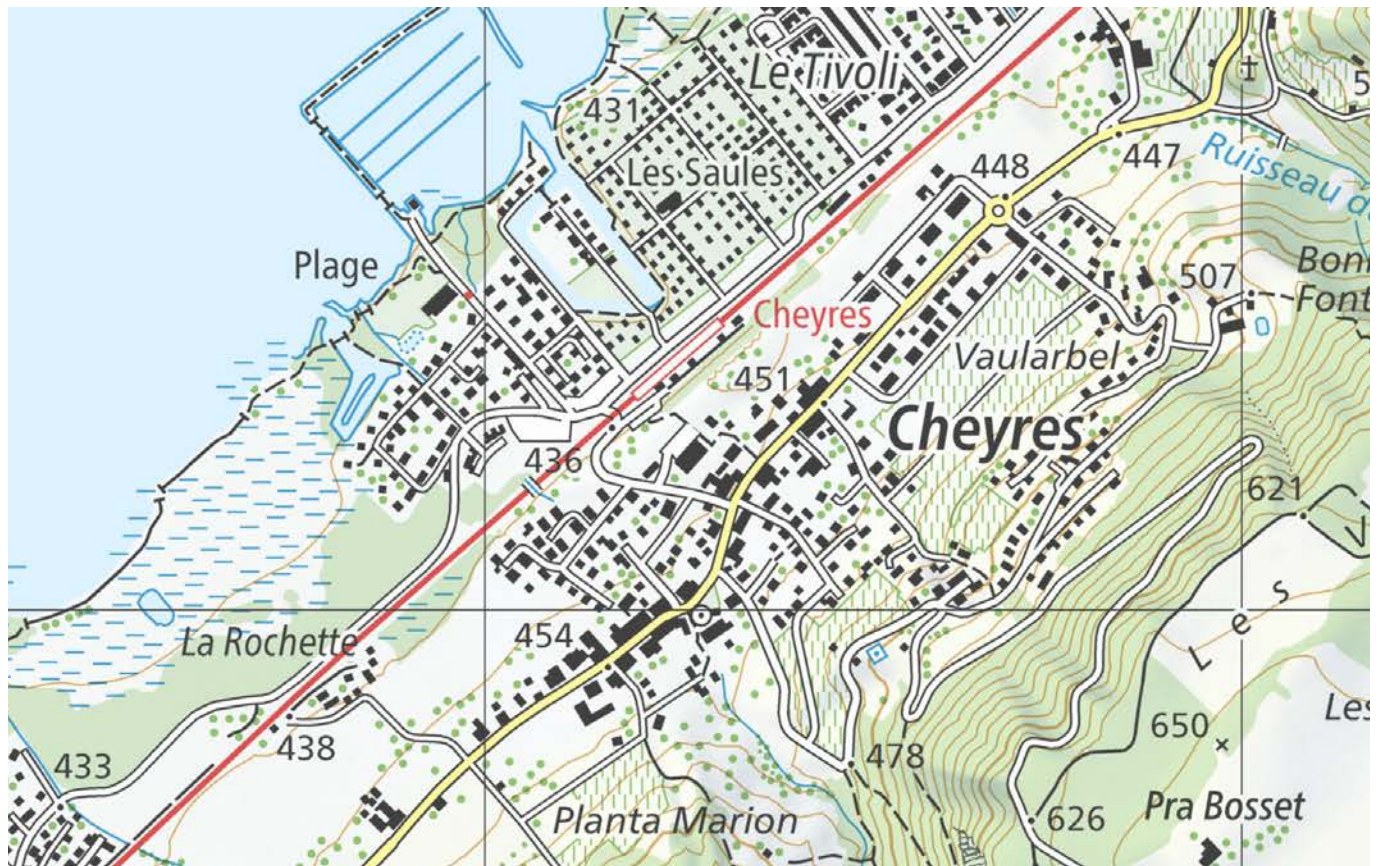 Le Tivoli
431
5
447
448
Ruisseau d
Les Saules
Plage
507
Bon
Font
Cheyres
Vaularbel
451
Cheyres
436
621
V
s
e
L
La Rochette
454
Les
650
438
478
433
Pra Bosset
Planta Marion
626